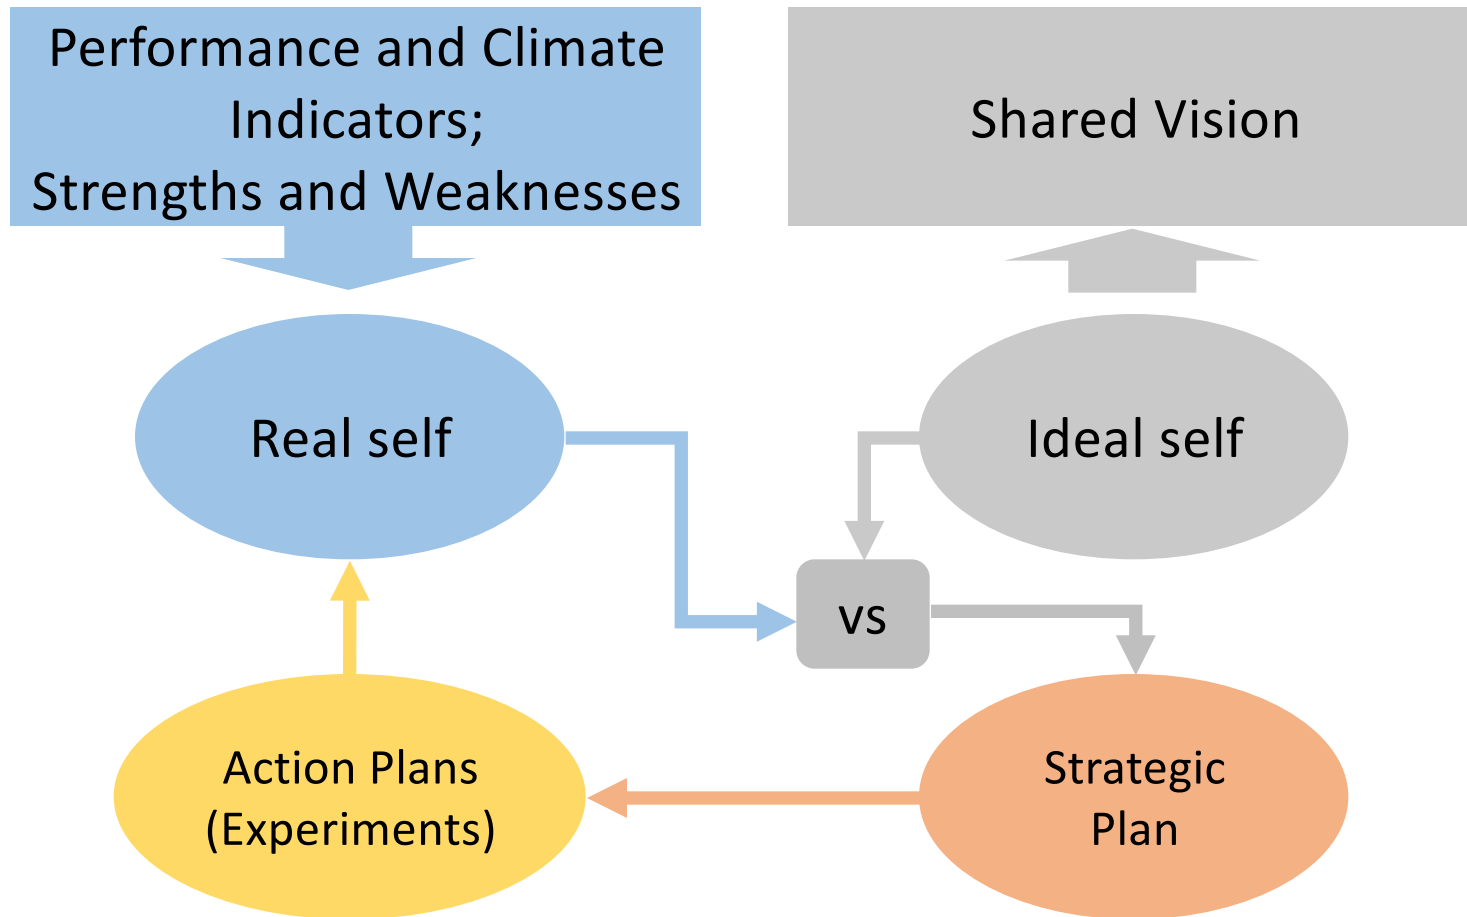 Performance and Climate
Indicators;
Strengths and Weaknesses
Shared Vision
Real self
Ideal self
vs
Action Plans
(Experiments)
Strategic
Plan